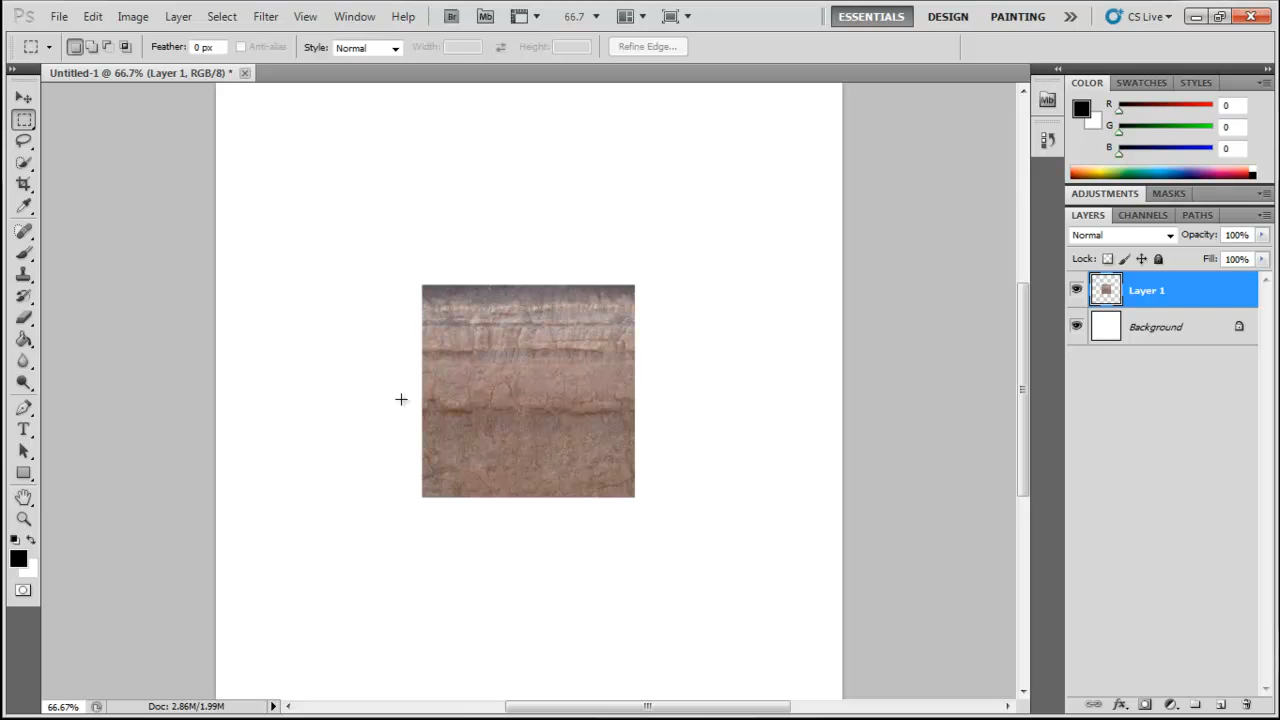 Ps File Edit Image Layer Select Filter View Window Help Br Mb 66.7 ESSENTIALS DESIGN PAINTING CS Live
Feather: 0 px Anti-alias Style: Normal Width: Height: Refine Edge...
Untitled-1 @ 66.7% (Layer 1, RGB/8) *
COLOR SWATCHES STYLES
Mb
R 0
G 0
B 0
ADJUSTMENTS MASKS
LAYERS CHANNELS PATHS
Normal Opacity: 100%
Lock: Fill: 100%
Layer 1
Background
T
66.67% Doc: 2.86M/1.99M
fx